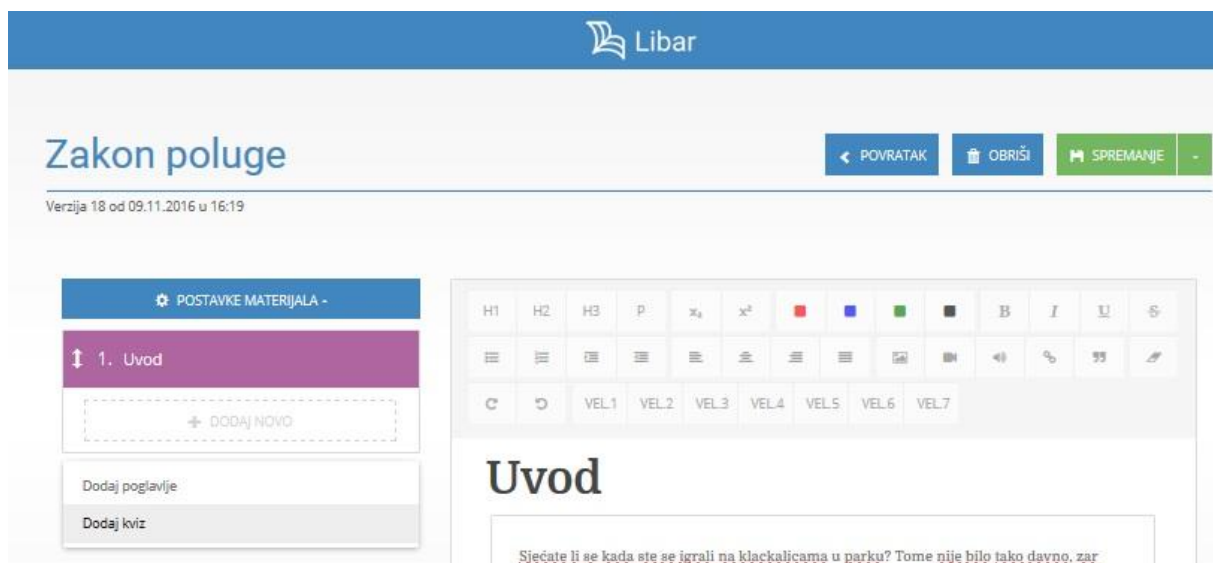 Libar
Zakon poluge
POVRATAK
OBRIŠI
SPREMANJE
Verzija 18 od 09.11.2016 u 16:19
POSTAVKE MATERIJALA
1. Uvod
DODAJ NOVO
Dodaj poglavlje
Dodaj kviz
H1 H2 H3 P x₂ x² B I U S
VEL.1 VEL.2 VEL.3 VEL.4 VEL.5 VEL.6 VEL.7
Uvod
Sjećate li se kada ste se igrali na klackalicama u parku? Tome nije bilo tako davno, zar